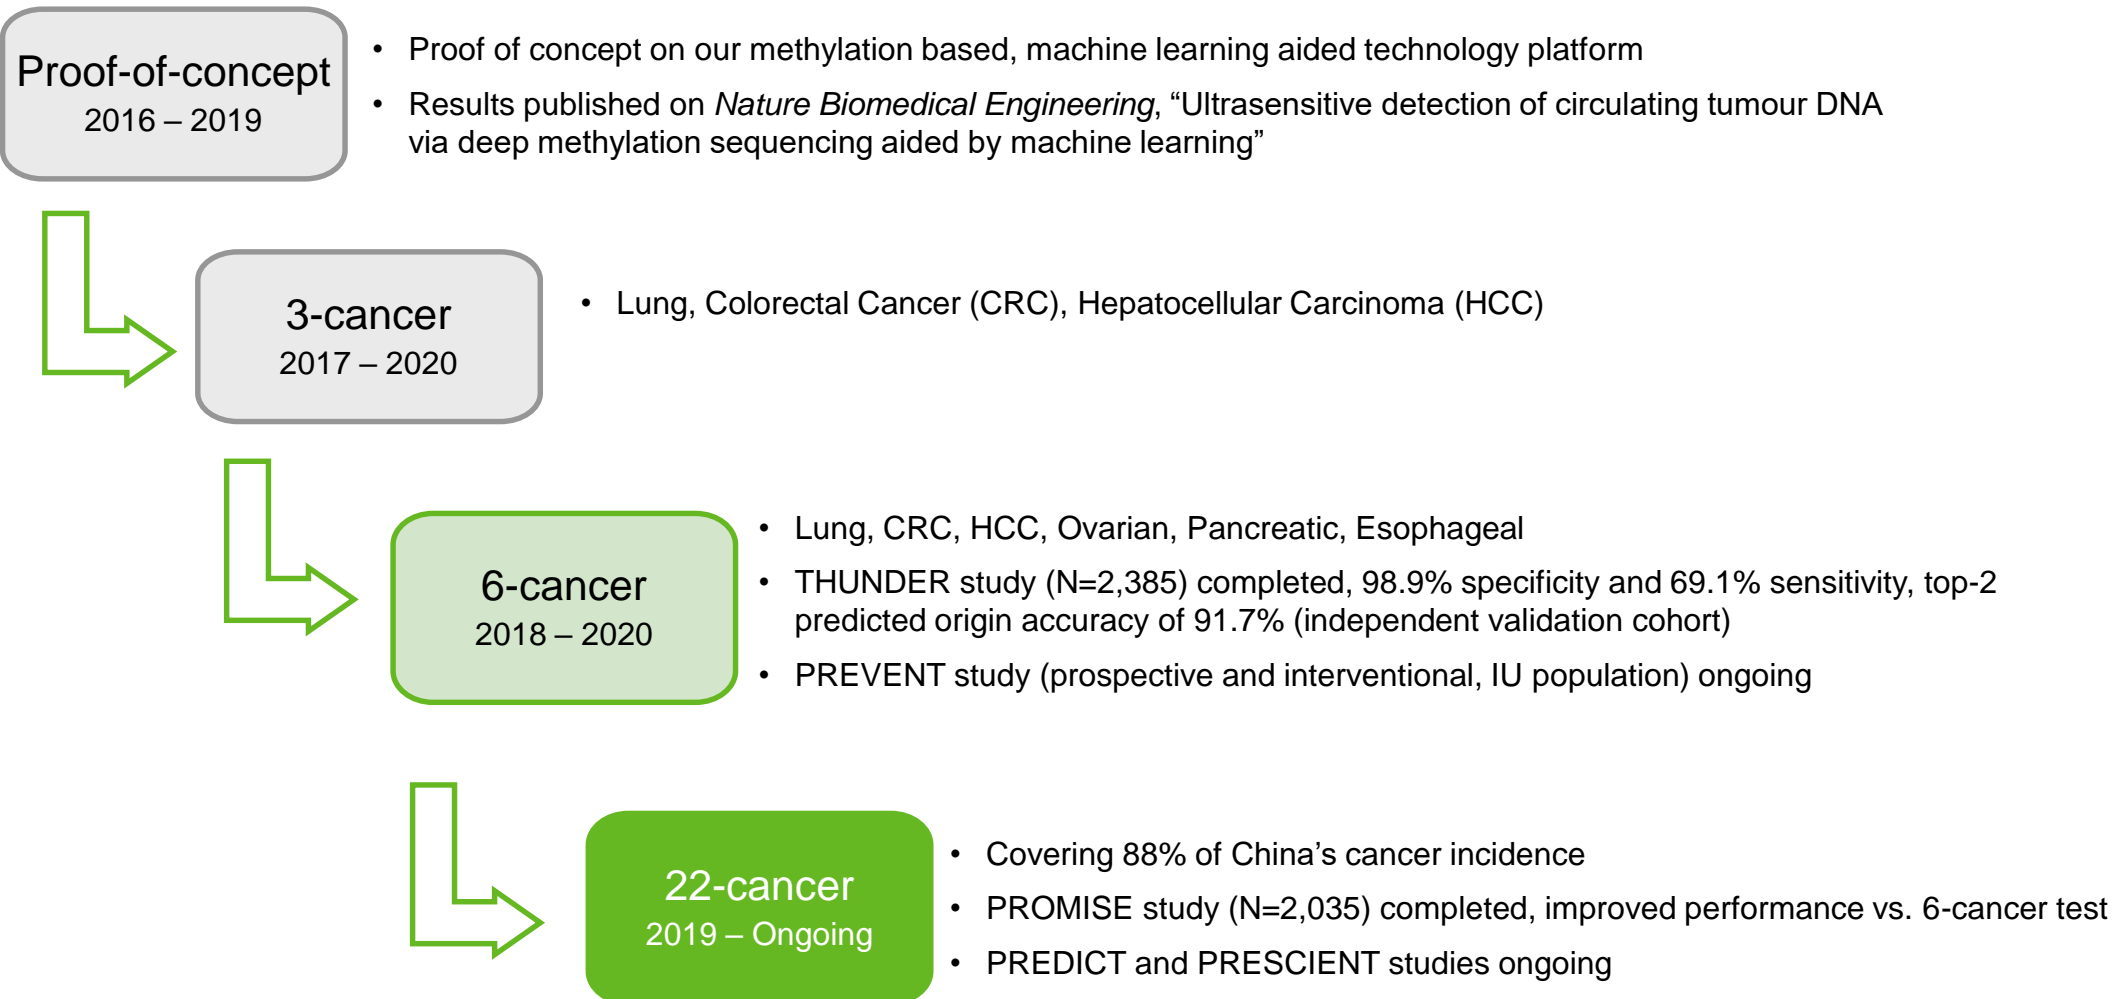 Proof-of-concept
2016 – 2019
• Proof of concept on our methylation based, machine learning aided technology platform
• Results published on Nature Biomedical Engineering, “Ultrasensitive detection of circulating tumour DNA
via deep methylation sequencing aided by machine learning”
3-cancer
2017 – 2020
• Lung, Colorectal Cancer (CRC), Hepatocellular Carcinoma (HCC)
6-cancer
2018 – 2020
• Lung, CRC, HCC, Ovarian, Pancreatic, Esophageal
• THUNDER study (N=2,385) completed, 98.9% specificity and 69.1% sensitivity, top-2
predicted origin accuracy of 91.7% (independent validation cohort)
• PREVENT study (prospective and interventional, IU population) ongoing
22-cancer
2019 – Ongoing
• Covering 88% of China’s cancer incidence
• PROMISE study (N=2,035) completed, improved performance vs. 6-cancer test
• PREDICT and PRESCIENT studies ongoing